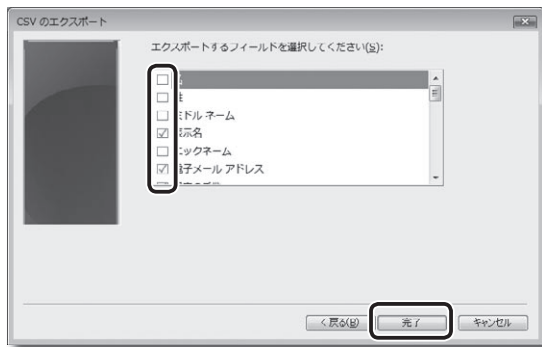 CSV のエクスポート
エクスポートするフィールドを選択してください(S):
ミドル ネーム
表示名
ニックネーム
電子メール アドレス
< 戻る(B)
完了
キャンセル